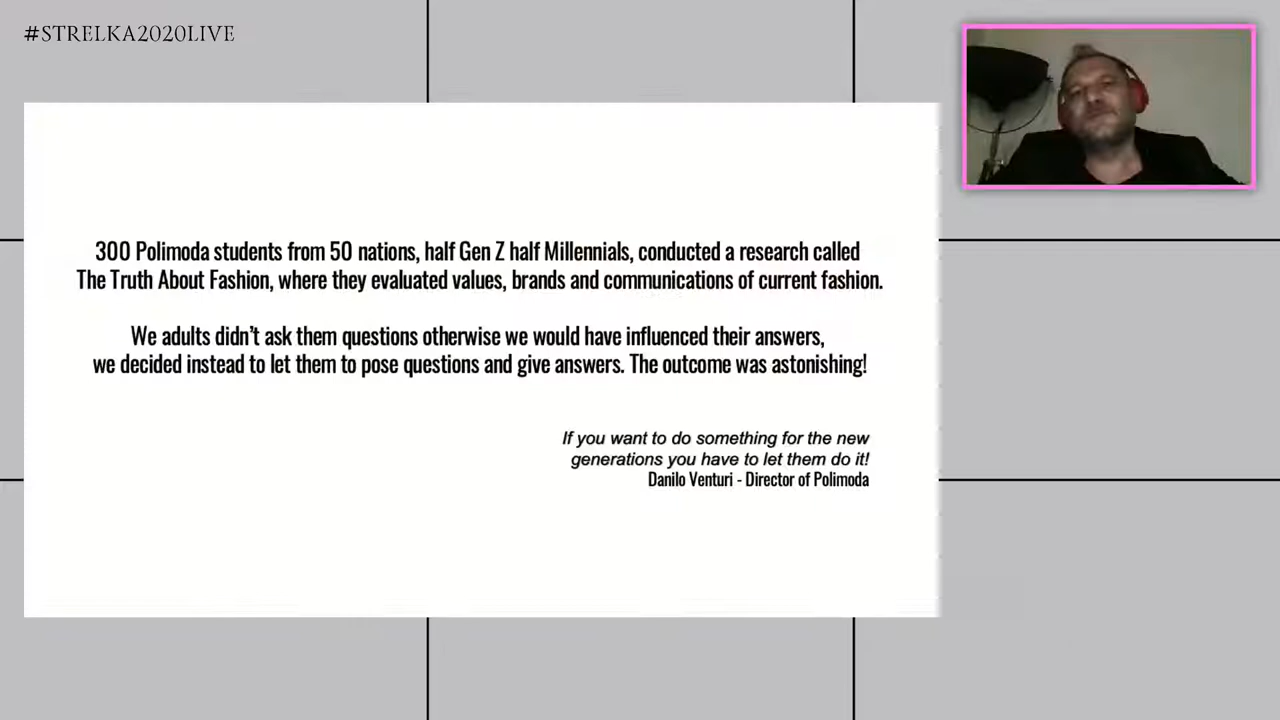 #STRELKA2020LIVE
300 Polimoda students from 50 nations, half Gen Z half Millennials, conducted a research called
The Truth About Fashion, where they evaluated values, brands and communications of current fashion.
We adults didn't ask them questions otherwise we would have influenced their answers,
we decided instead to let them to pose questions and give answers. The outcome was astonishing!
If you want to do something for the new
generations you have to let them do it!
Danilo Venturi - Director of Polimoda